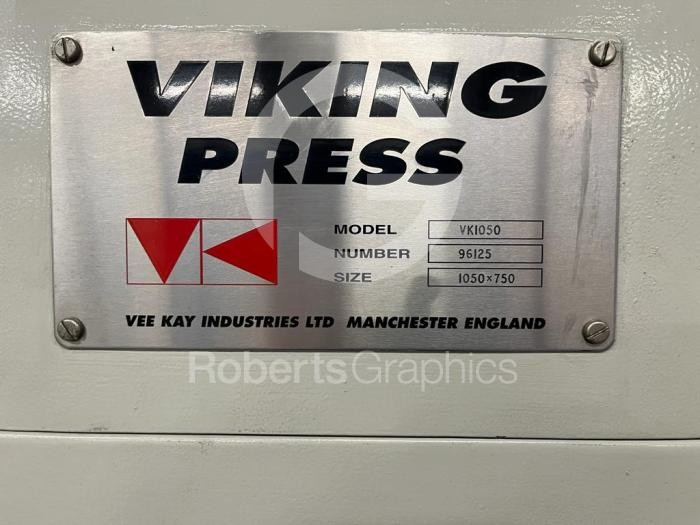 VIKING
PRESS
MODEL VK1050
NUMBER 96125
SIZE 1050×750
VEE KAY INDUSTRIES LTD MANCHESTER ENGLAND
RobertsGraphics